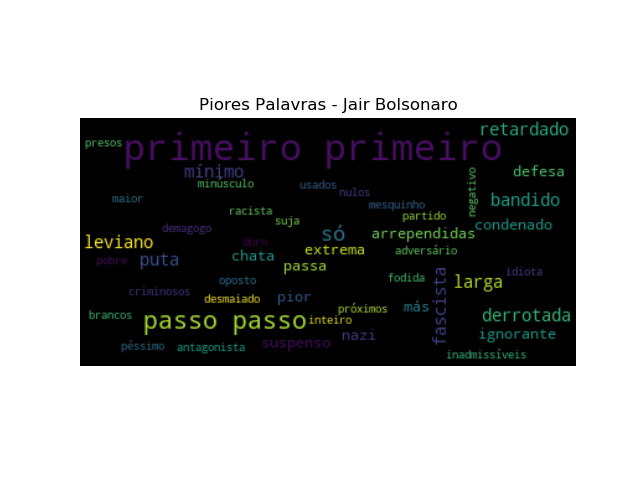 Piores Palavras - Jair Bolsonaro
retardado
presos
primeiro primeiro
mínimo
defesa
minúsculo
usados
negativo
nulos
maior
bandido
mesquinho
racista
partido
suja
condenado
demagogo
só
arrependidas
leviano
duro
extrema
adversário
chata
pobre
puta
passa
idiota
oposto
fodida
larga
criminosos
desmaiado
pior
fascista
próximos
más
brancos
passo passo
inteiro
derrotada
nazi
ignorante
suspenso
péssimo
antagonista
inadmissíveis